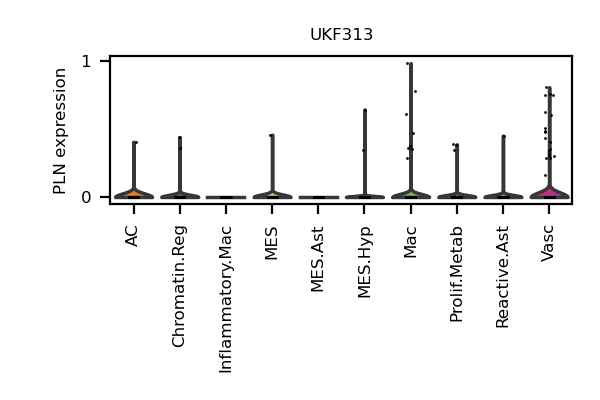 UKF313
PLN expression
1
0
AC
Chromatin.Reg
Inflammatory.Mac
MES
MES.Ast
MES.Hyp
Mac
Prolif.Metab
Reactive.Ast
Vasc